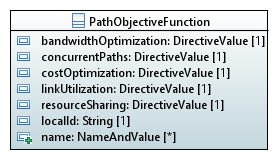 PathObjectiveFunction
bandwidthOptimization: DirectiveValue [1]
concurrentPaths: DirectiveValue [1]
costOptimization: DirectiveValue [1]
linkUtilization: DirectiveValue [1]
resourceSharing: DirectiveValue [1]
localId: String [1]
name: NameAndValue [*]